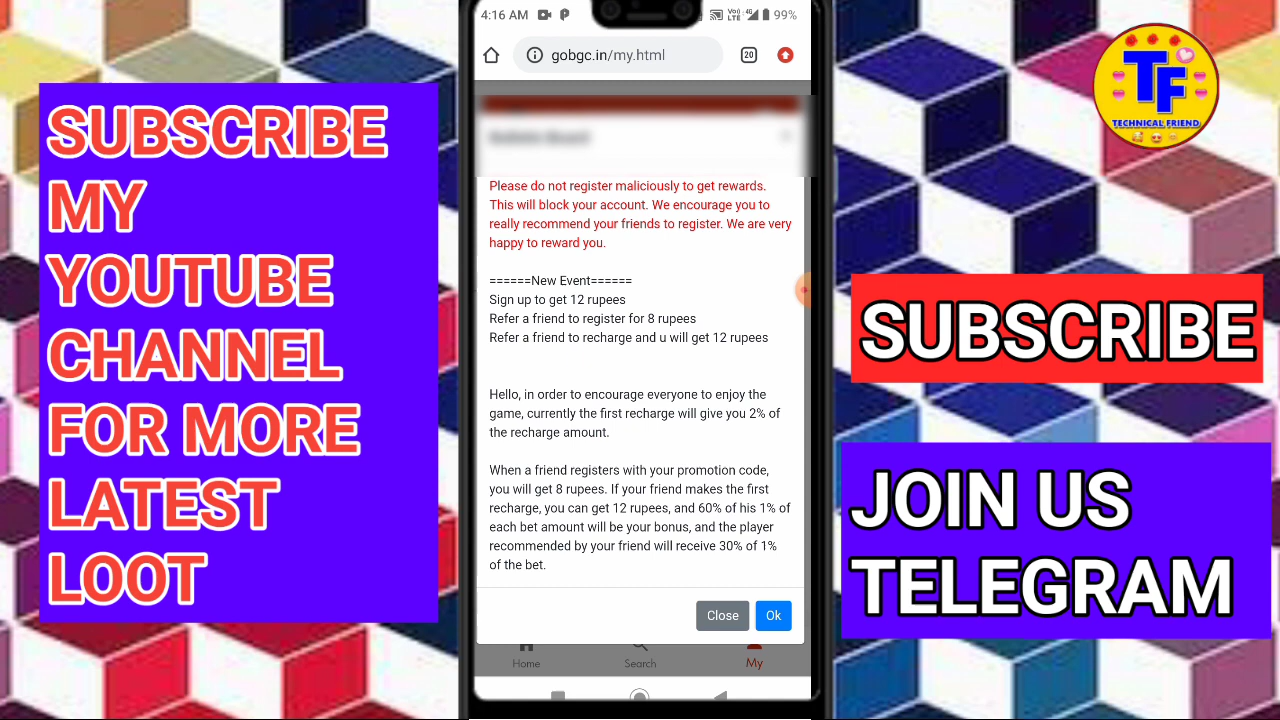 SUBSCRIBE
MY
YOUTUBE
CHANNEL
FOR MORE
LATEST
LOOT
4:16 AM
99%
gobgc.in/my.html
20
Please do not register maliciously to get rewards.
This will block your account. We encourage you to
really recommend your friends to register. We are very
happy to reward you.
======New Event======
Sign up to get 12 rupees
Refer a friend to register for 8 rupees
Refer a friend to recharge and u will get 12 rupees
Hello, in order to encourage everyone to enjoy the
game, currently the first recharge will give you 2% of
the recharge amount.
When a friend registers with your promotion code,
you will get 8 rupees. If your friend makes the first
recharge, you can get 12 rupees, and 60% of his 1% of
each bet amount will be your bonus, and the player
recommended by your friend will receive 30% of 1%
of the bet.
Close Ok
Home Search My
TF
TECHNICAL FRIEND
SUBSCRIBE
JOIN US
TELEGRAM